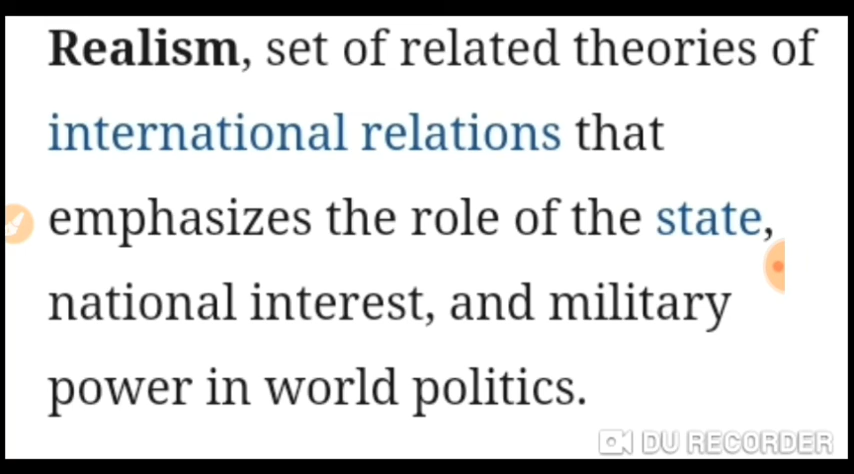 Realism, set of related theories of
international relations that
emphasizes the role of the state,
national interest, and military
power in world politics.
DU RECORDER